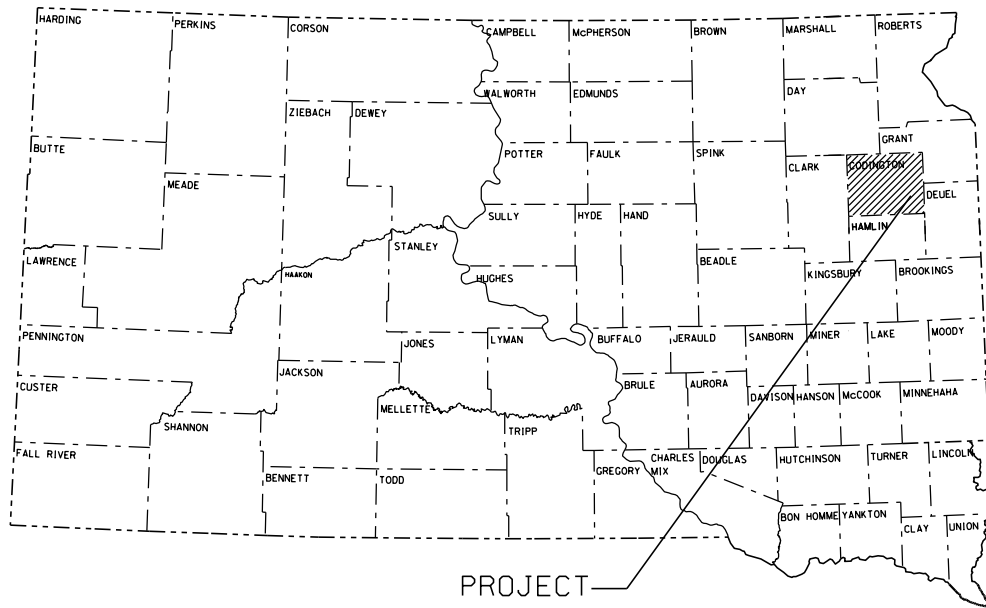 HARDING
PERKINS
CORSON
CAMPBELL
McPHERSON
BROWN
MARSHALL
ROBERTS
WALWORTH
EDMUNDS
DAY
ZIEBACH
DEWEY
GRANT
BUTTE
POTTER
FAULK
SPINK
CLARK
CODINGTON
MEADE
DEUEL
SULLY
HYDE
HAND
HAMLIN
STANLEY
LAWRENCE
HAAKON
HUGHES
BEADLE
KINGSBURY
BROOKINGS
PENNINGTON
JONES
LYMAN
BUFFALO
JERAULD
SANBORN
MINER
LAKE
MOODY
JACKSON
CUSTER
BRULE
AURORA
DAVISON
HANSON
McCOOK
MINNEHAHA
MELLETTE
SHANNON
TRIPP
FALL RIVER
GREGORY
CHARLES
MIX
DOUGLAS
HUTCHINSON
TURNER
LINCOLN
BENNETT
TODD
BON HOMME
YANKTON
CLAY
UNION
PROJECT